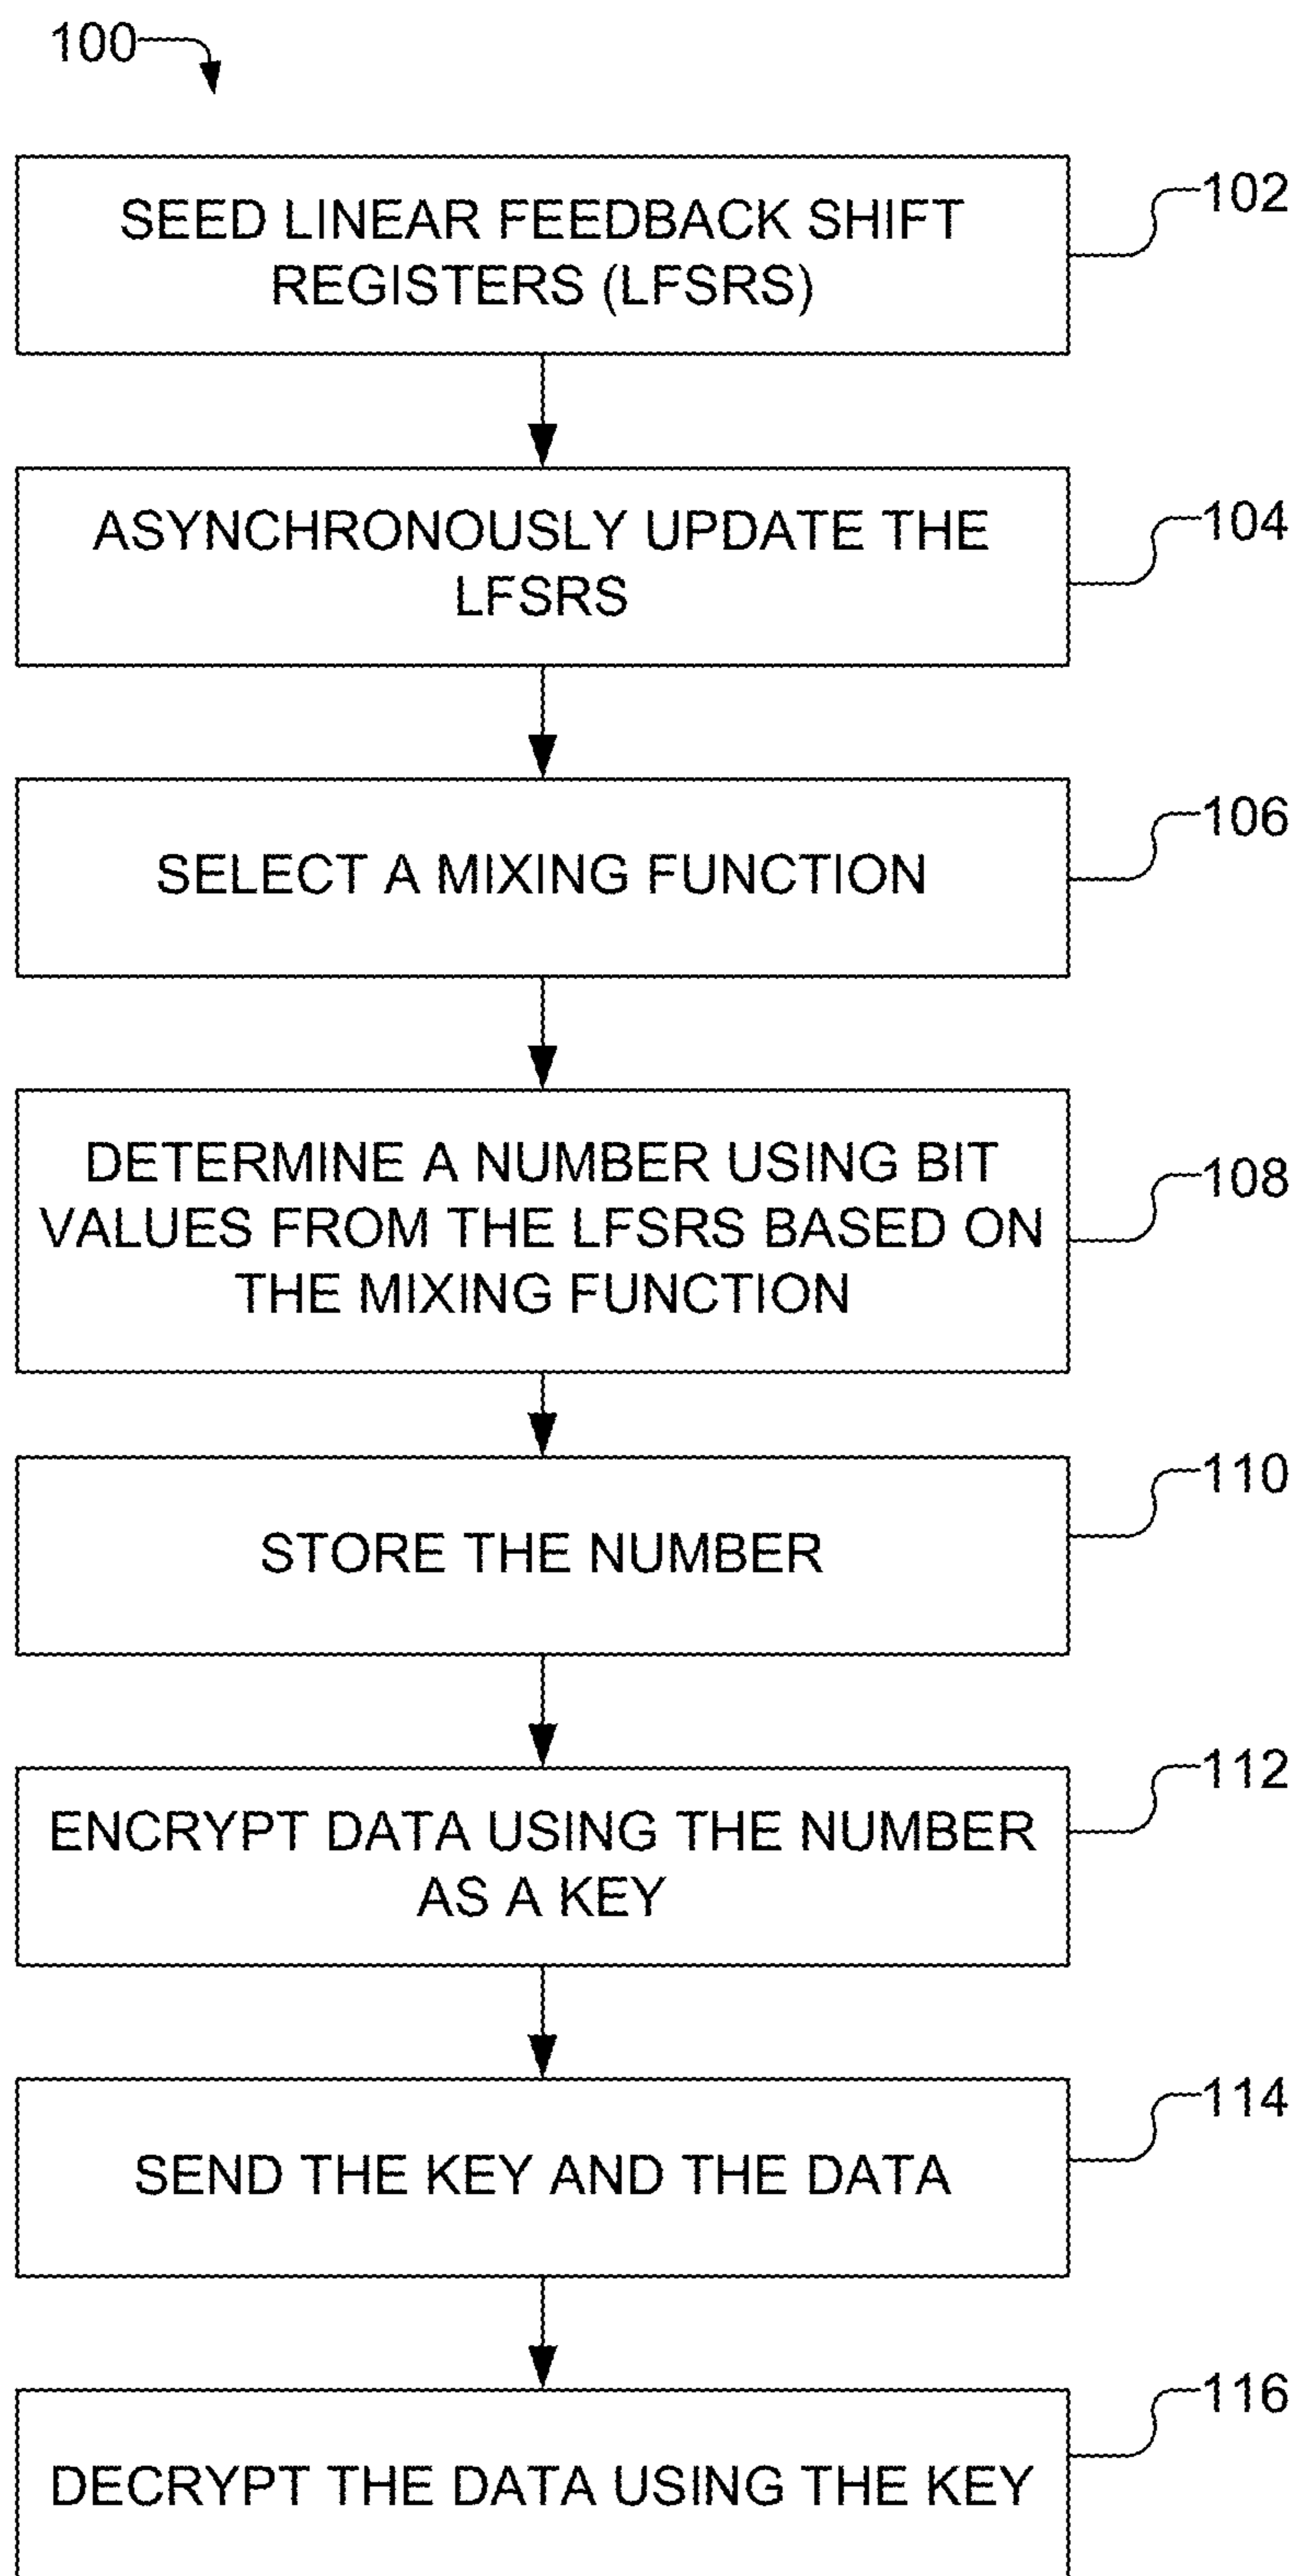 100
SEED LINEAR FEEDBACK SHIFT
REGISTERS (LFSRS)
102
ASYNCHRONOUSLY UPDATE THE
LFSRS
104
SELECT A MIXING FUNCTION
106
DETERMINE A NUMBER USING BIT
VALUES FROM THE LFSRS BASED ON
THE MIXING FUNCTION
108
STORE THE NUMBER
110
ENCRYPT DATA USING THE NUMBER
AS A KEY
112
SEND THE KEY AND THE DATA
114
DECRYPT THE DATA USING THE KEY
116